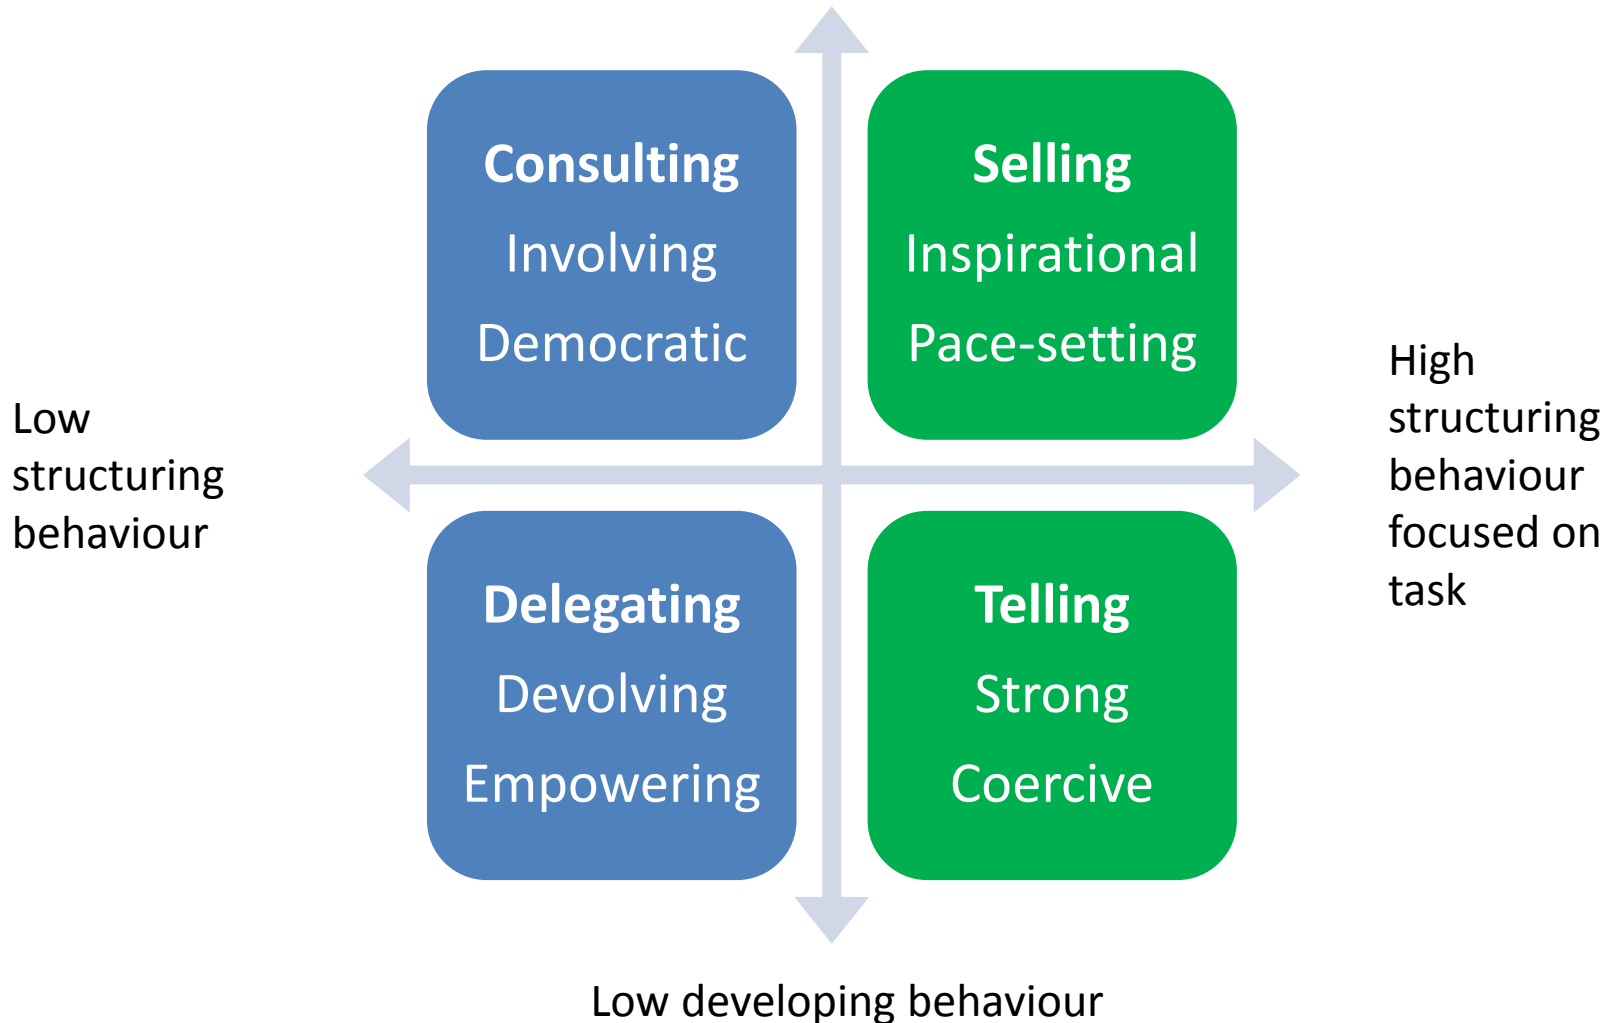 Consulting
Involving
Democratic
Selling
Inspirational
Pace-setting
Low
structuring
behaviour
High
structuring
behaviour
focused on
task
Delegating
Devolving
Empowering
Telling
Strong
Coercive
Low developing behaviour